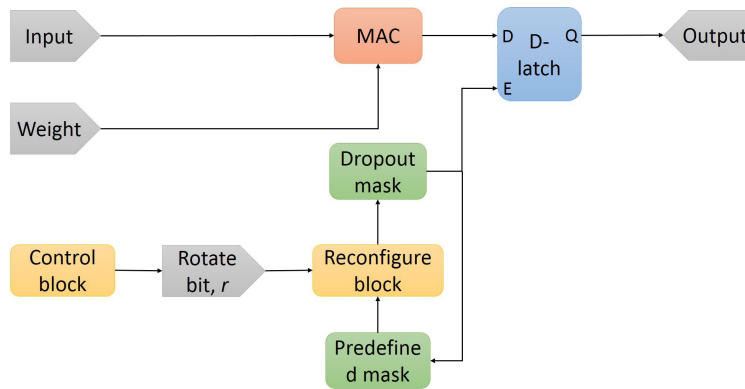 Input
MAC
D
D-
latch
Q
Output
E
Weight
Dropout
mask
Control
block
Rotate
bit, r
Reconfigure
block
Predefine
d mask